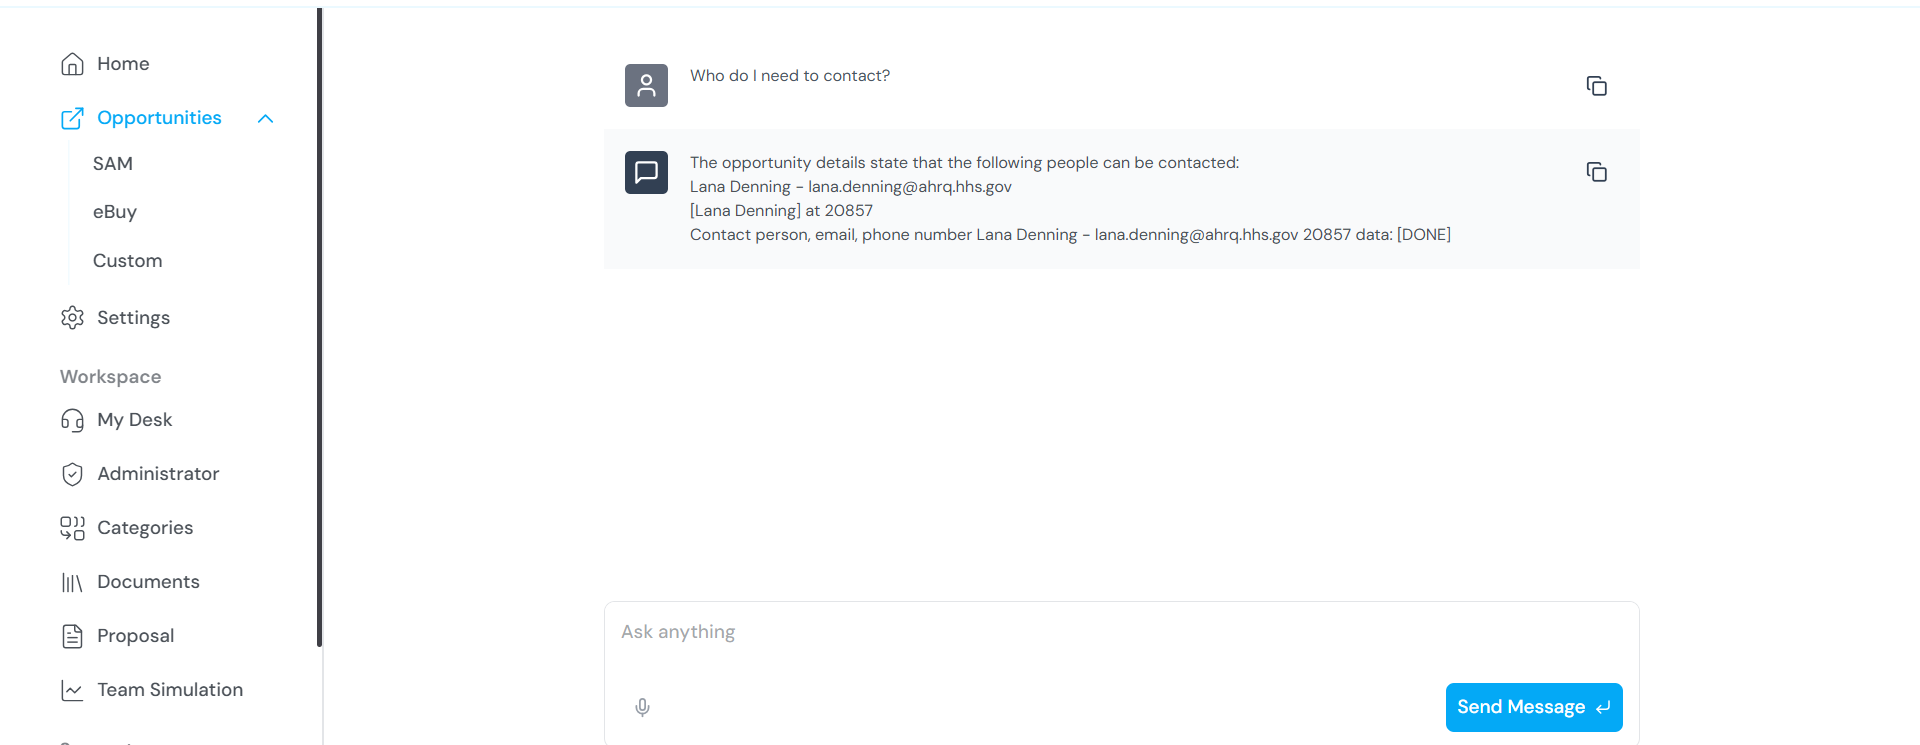 Home
Opportunities
SAM
eBuy
Custom
Settings
Workspace
My Desk
Administrator
Categories
Documents
Proposal
Team Simulation
Who do I need to contact?
The opportunity details state that the following people can be contacted:
Lana Denning - lana.denning@ahrq.hhs.gov
[Lana Denning] at 20857
Contact person, email, phone number Lana Denning - lana.denning@ahrq.hhs.gov 20857 data: [DONE]
Ask anything
Send Message